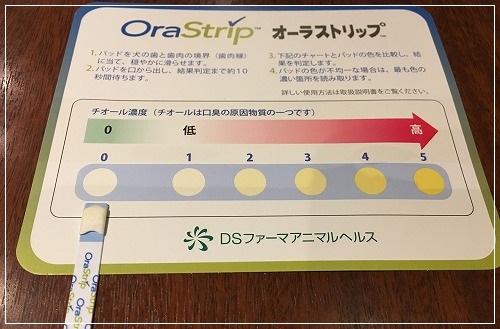 OraStrip™ オーラストリップ™
1. パッドを犬の歯と歯肉の境界（歯肉縁）
に当て、穏やかに滑らせます。
2. パッドを口から出し、結果判定まで約10
秒間待ちます。
3. 下記のチャートとパッドの色を比較し、結
果を判定します。
4. パッドの色が不均一な場合は、最も色の
濃い箇所を読み取ります。
詳しい使用方法は取扱説明書をご覧ください。
チオール濃度（チオールは口臭の原因物質の一つです）
0 低 高
0 1 2 3 4 5
DSファーマアニマルヘルス
OraStrip
OraStrip